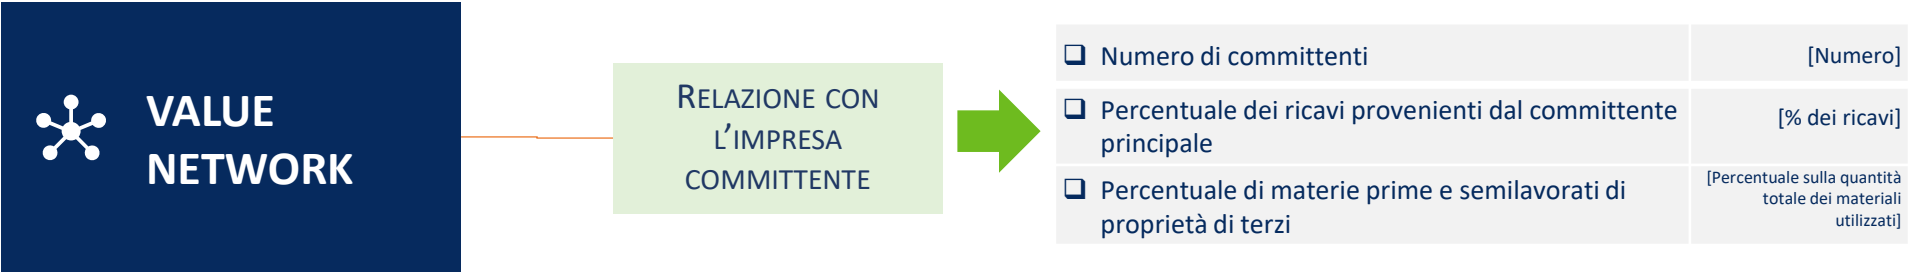 VALUE
NETWORK
RELAZIONE CON
L'IMPRESA
COMMITTENTE
Numero di committenti
[Numero]
Percentuale dei ricavi provenienti dal committente
principale
[% dei ricavi]
Percentuale di materie prime e semilavorati di
proprietà di terzi
[Percentuale sulla quantità
totale dei materiali
utilizzati]